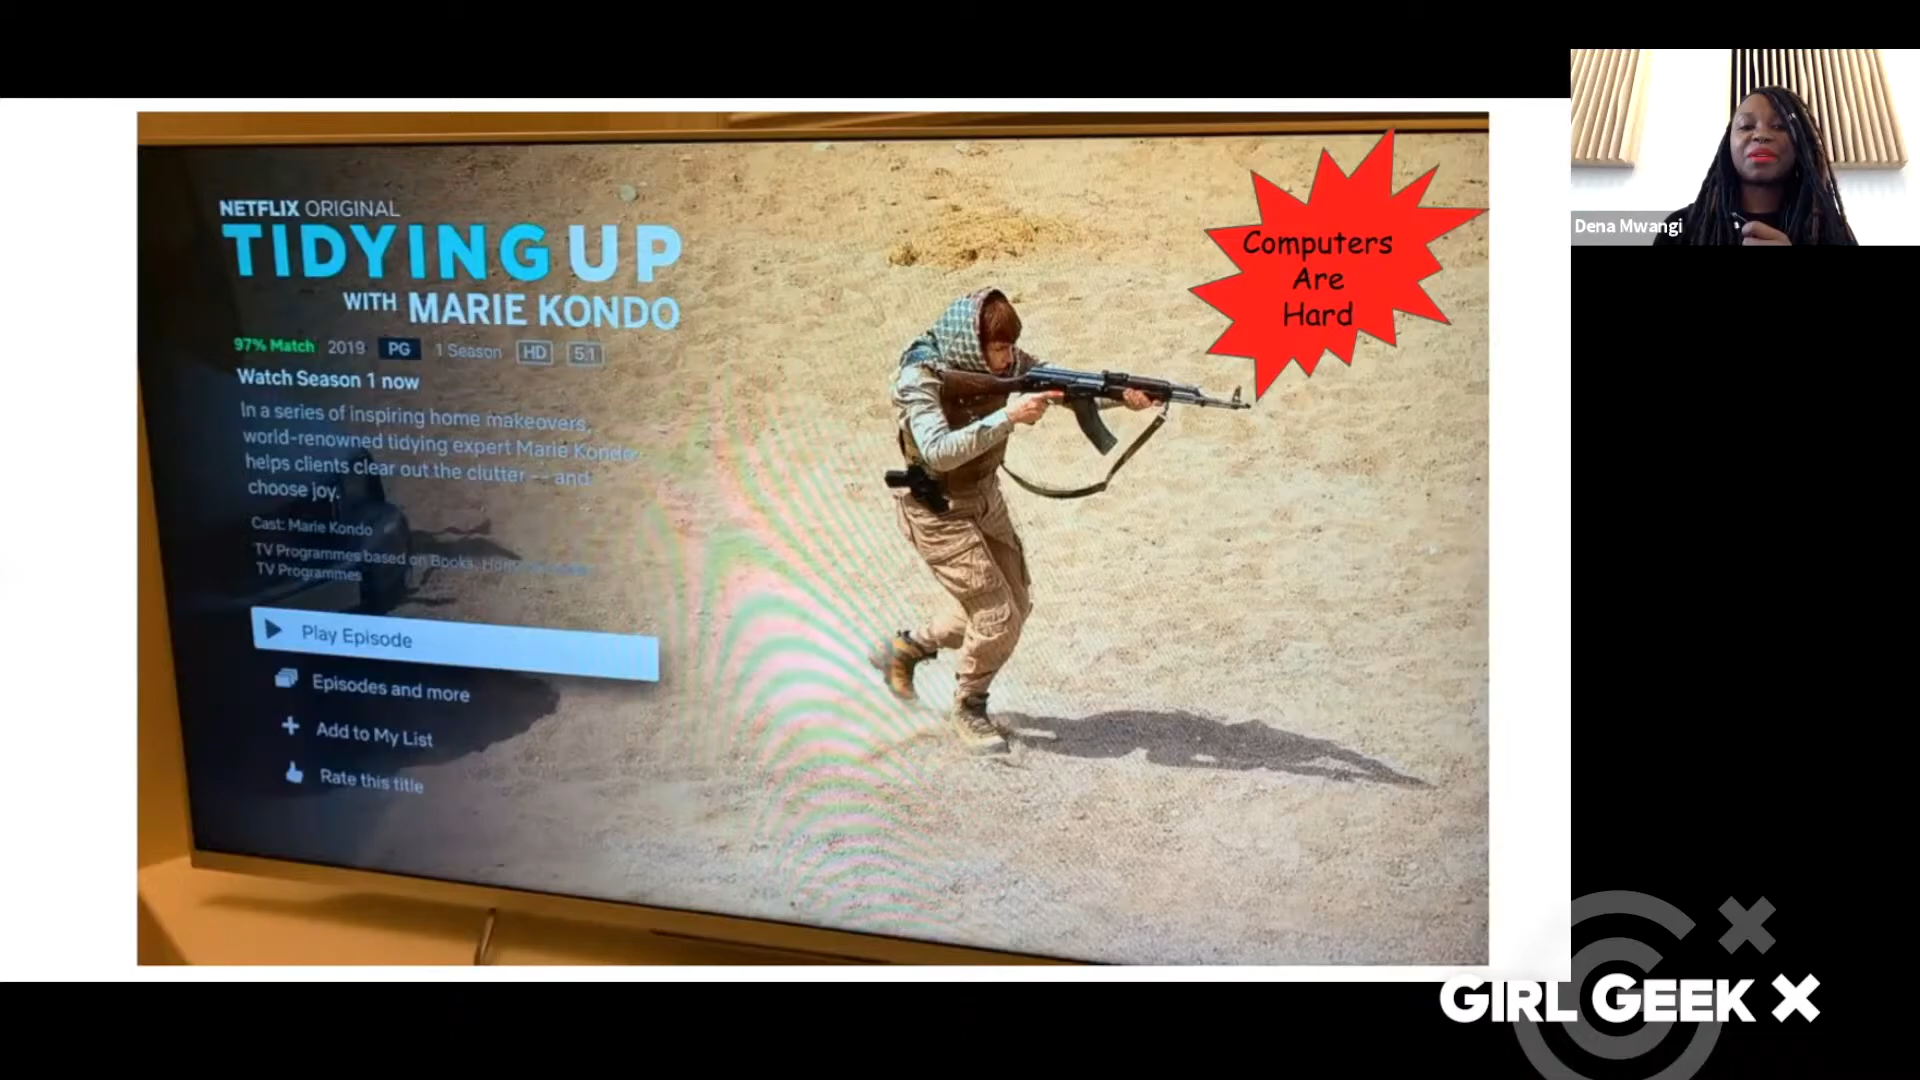 NETFLIX ORIGINAL
TIDYING UP
WITH MARIE KONDO
97% Match 2019 PG 1 Season HD 5.1
Watch Season 1 now
In a series of inspiring home makeovers,
world-renowned tidying expert Marie Kondo
helps clients clear out the clutter -- and
choose joy.
Cast: Marie Kondo
TV Programmes based on Books,
TV Programmes
Play Episode
Episodes and more
Add to My List
Rate this title
Computers
Are
Hard
Dena Mwangi
GIRL GEEK X